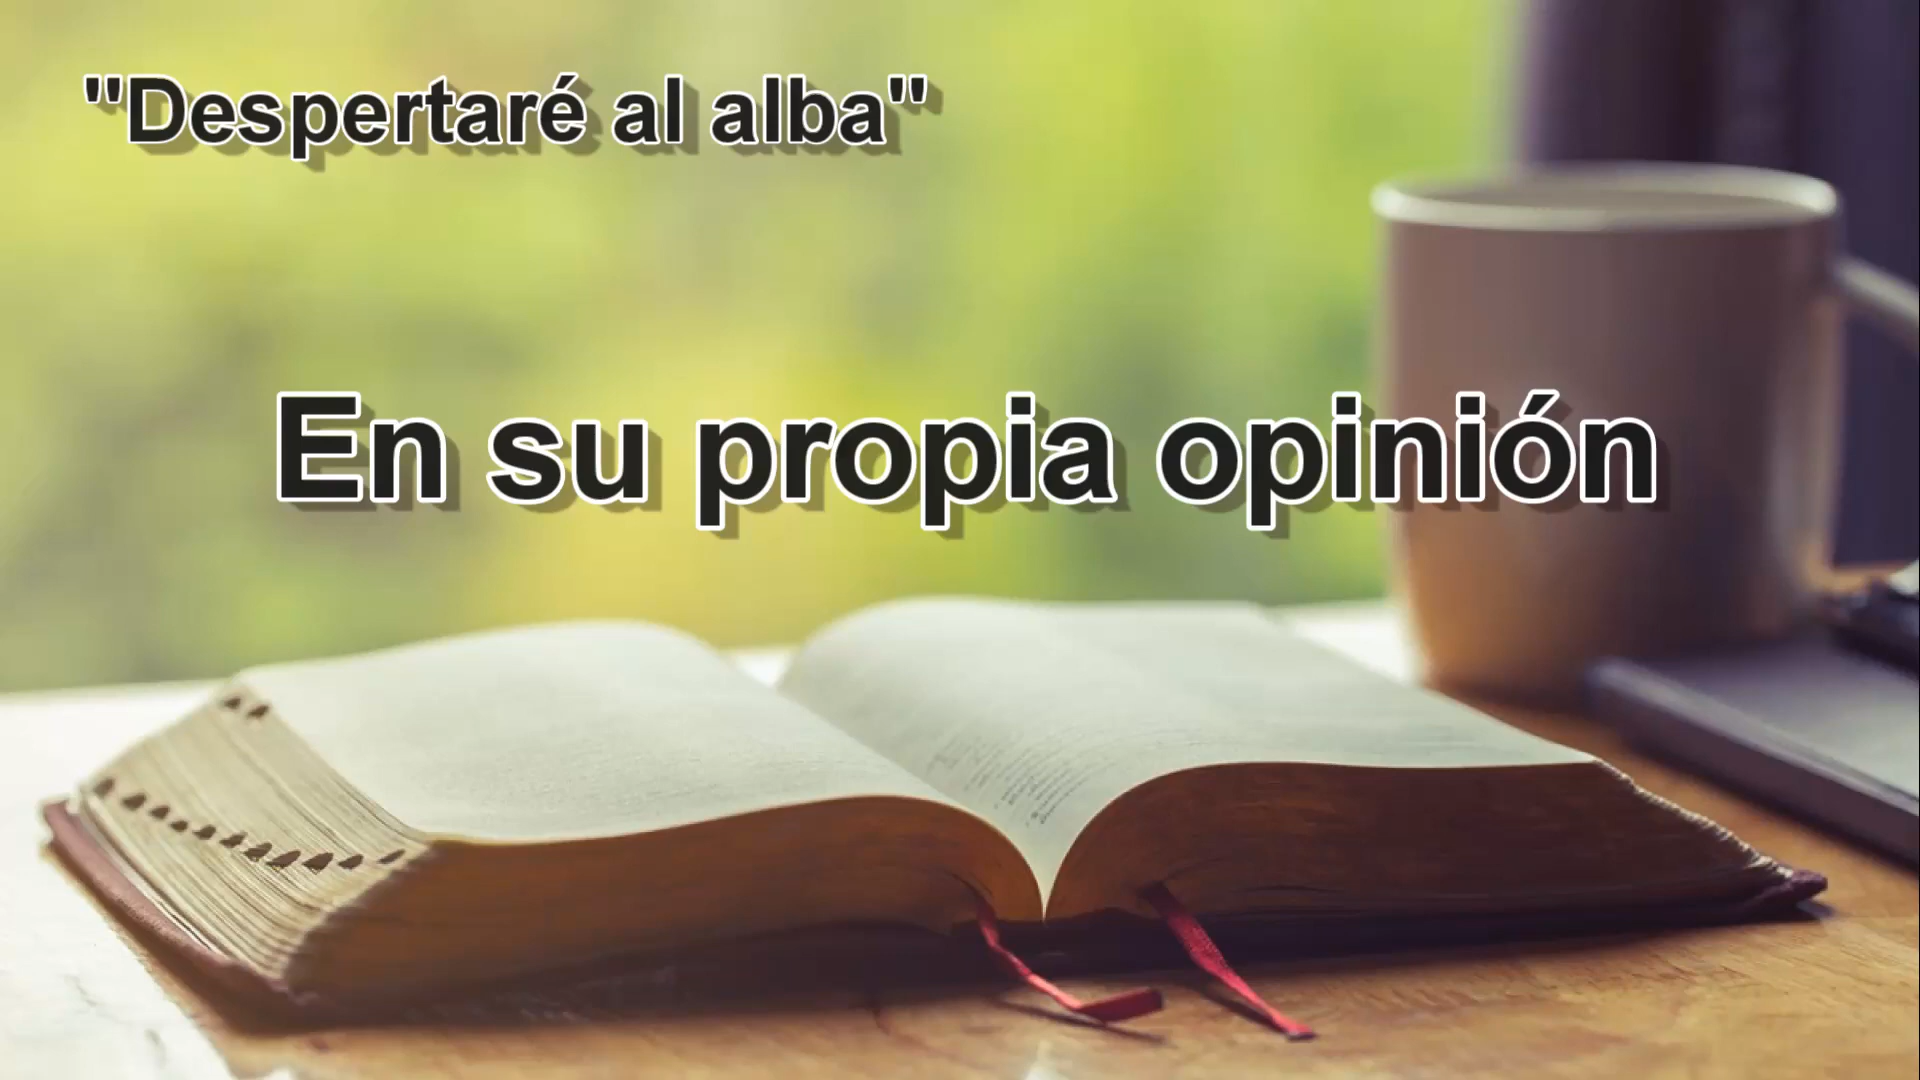 "Despertaré al alba"
En su propia opinión